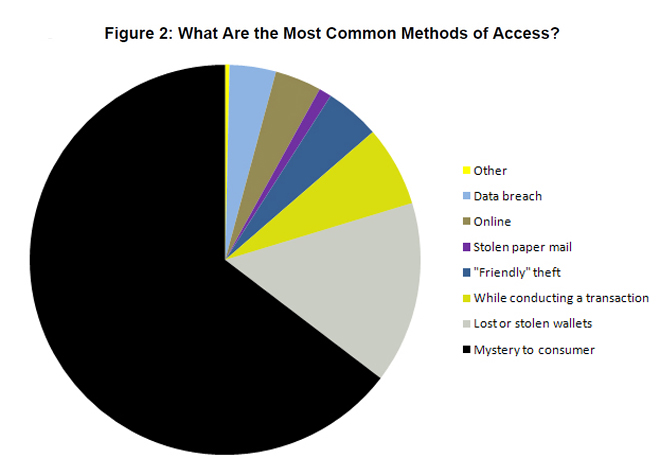 Figure 2: What Are the Most Common Methods of Access?
Other
Data breach
Online
Stolen paper mail
"Friendly" theft
While conducting a transaction
Lost or stolen wallets
Mystery to consumer